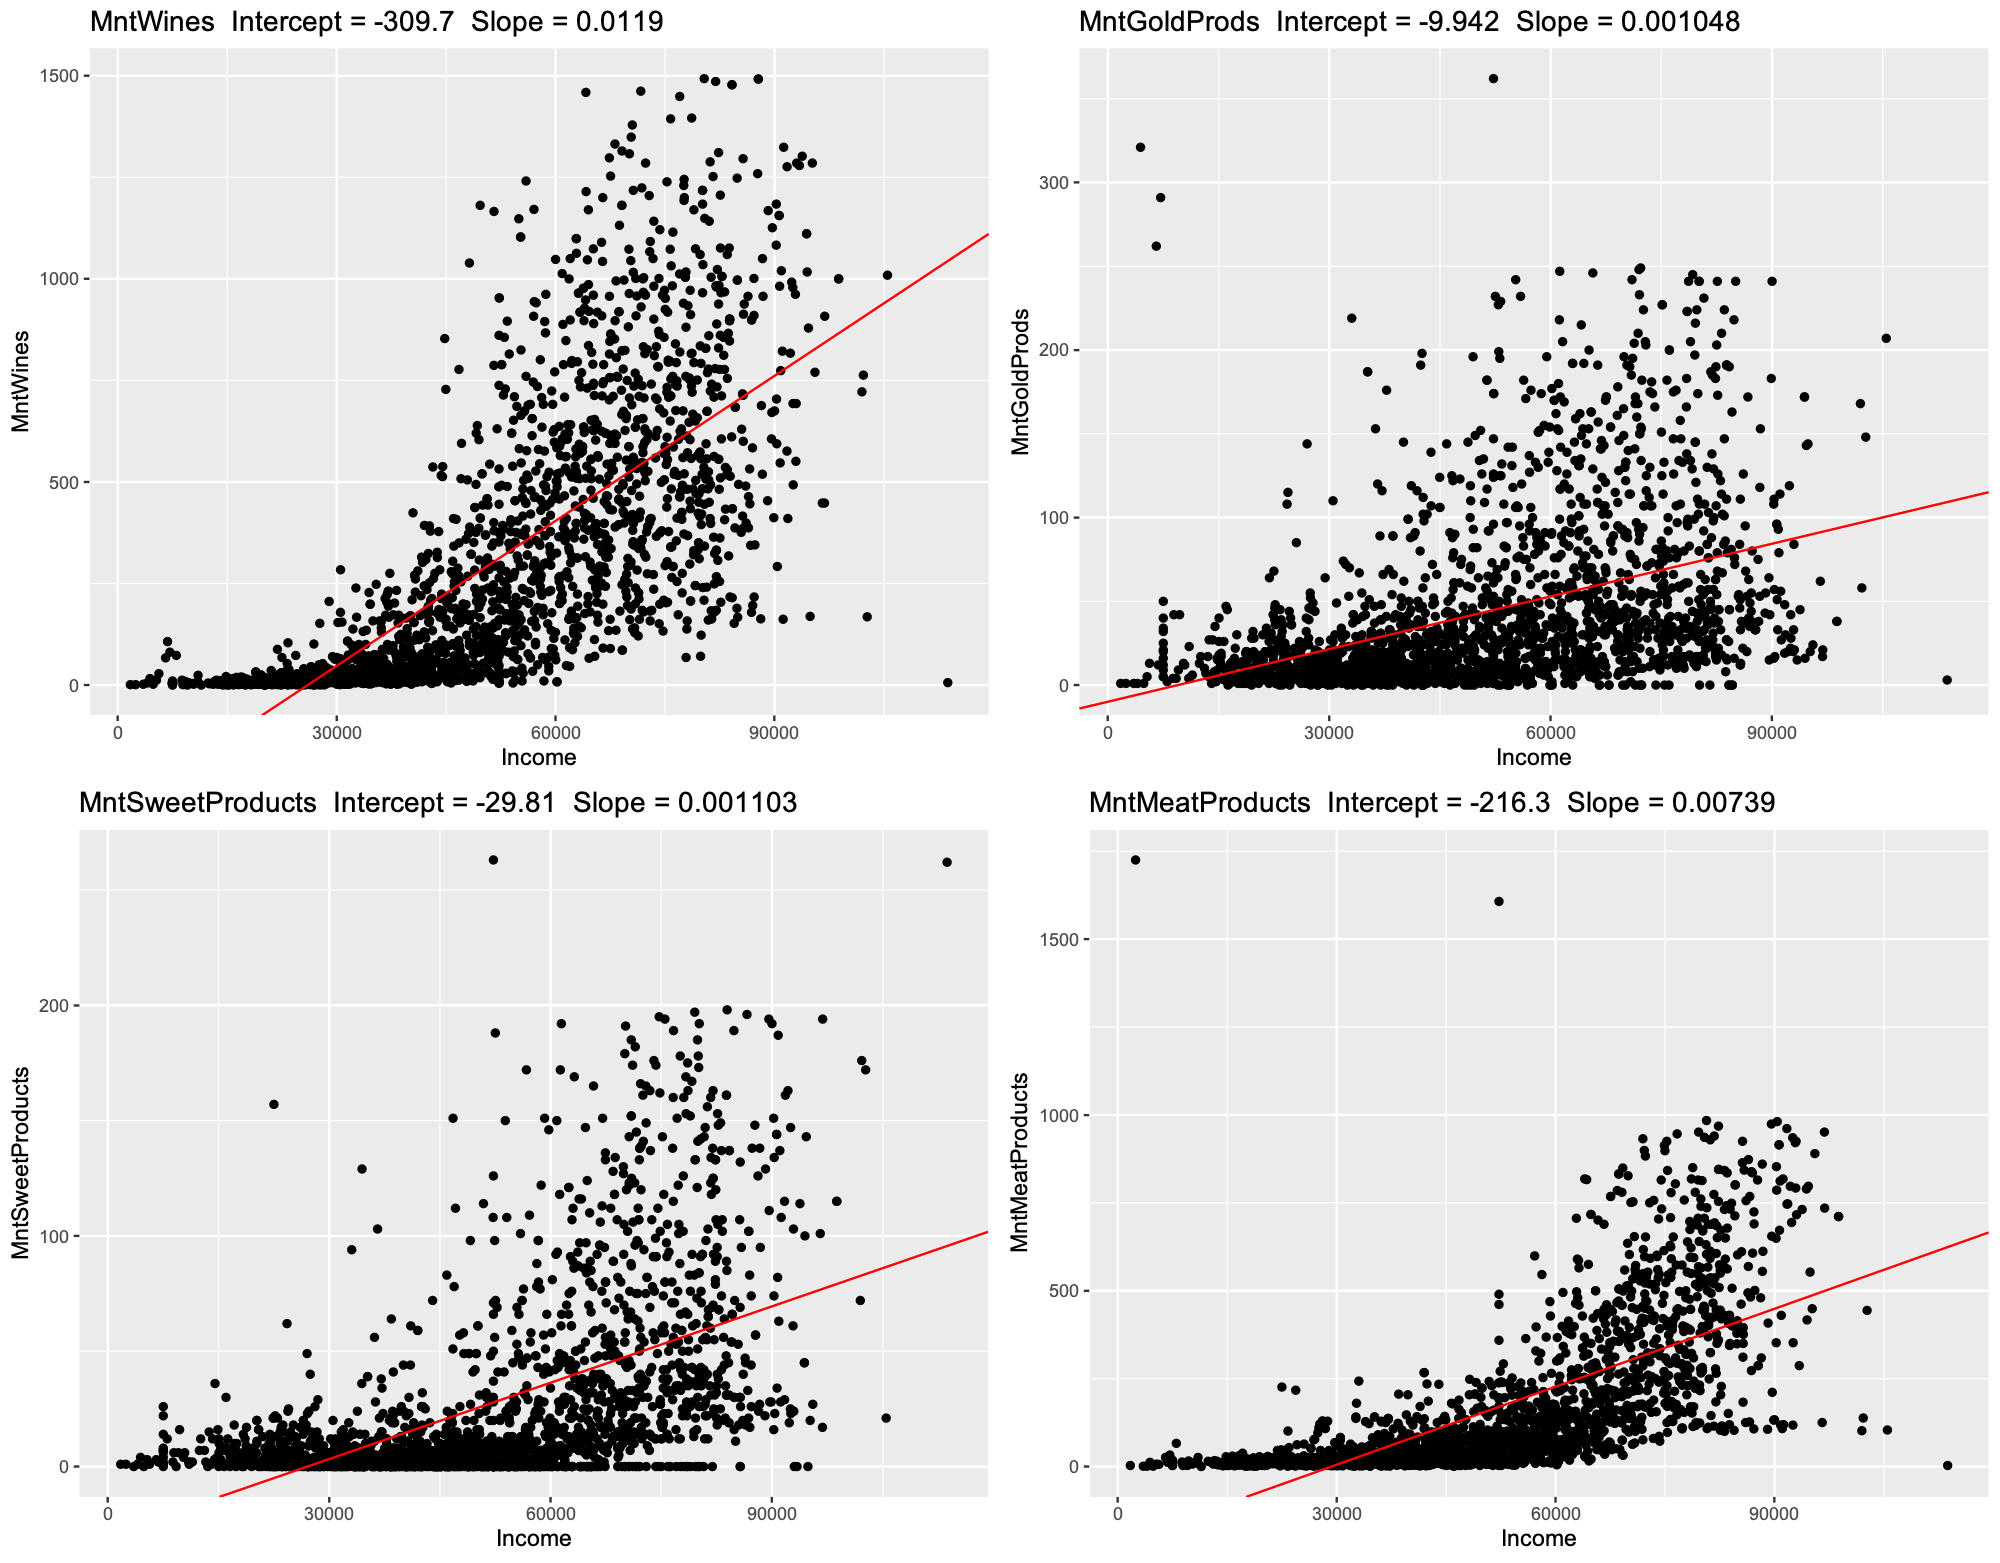 MntWines  Intercept = -309.7  Slope = 0.0119
1500
1000
500
0
MntWines
0 30000 60000 90000
Income
MntGoldProds  Intercept = -9.942  Slope = 0.001048
300
200
100
0
MntGoldProds
0 30000 60000 90000
Income
MntSweetProducts  Intercept = -29.81  Slope = 0.001103
200
100
0
MntSweetProducts
0 30000 60000 90000
Income
MntMeatProducts  Intercept = -216.3  Slope = 0.00739
1500
1000
500
0
MntMeatProducts
0 30000 60000 90000
Income